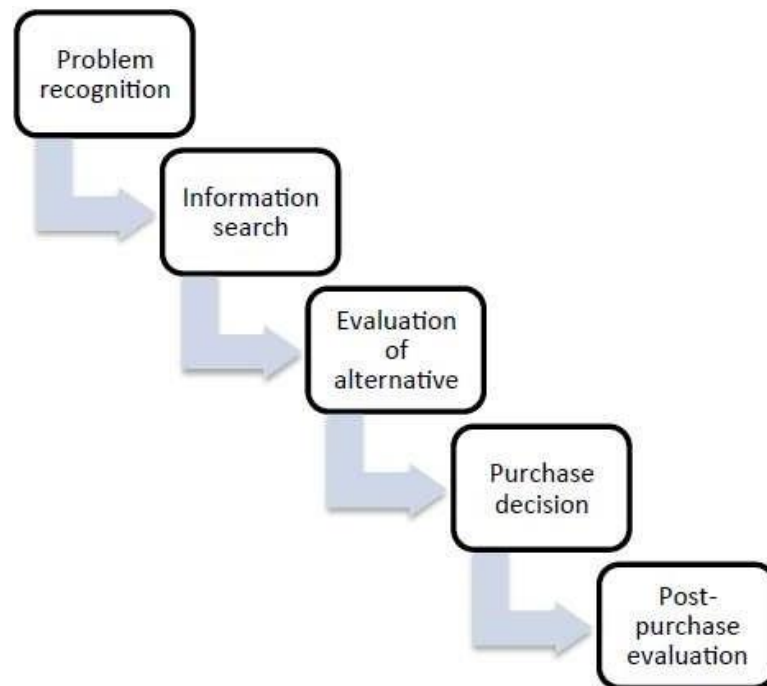 Problem
recognition
Information
search
Evaluation
of
alternative
Purchase
decision
Post-
purchase
evaluation